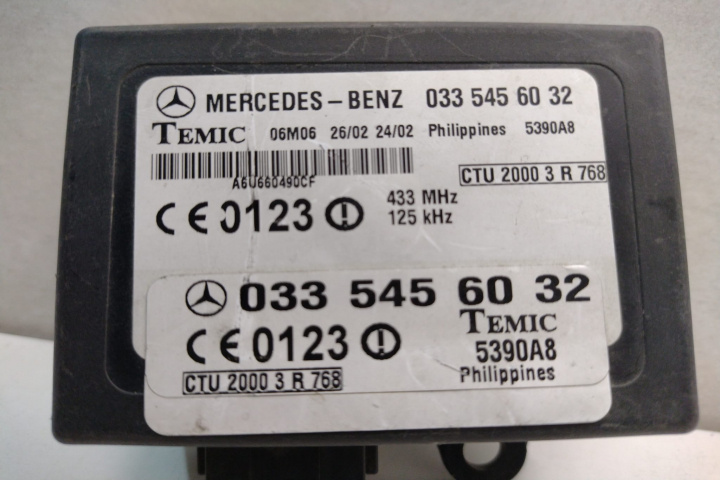 MERCEDES-BENZ 033 545 60 32
TEMIC 06M06 26/02 24/02 Philippines 5390A8
A6U660490CF
CTU 2000 3 R 768
CE 0123 433 MHz
125 kHz
033 545 60 32
CE 0123 TEMIC
5390A8
CTU 2000 3 R 768 Philippines